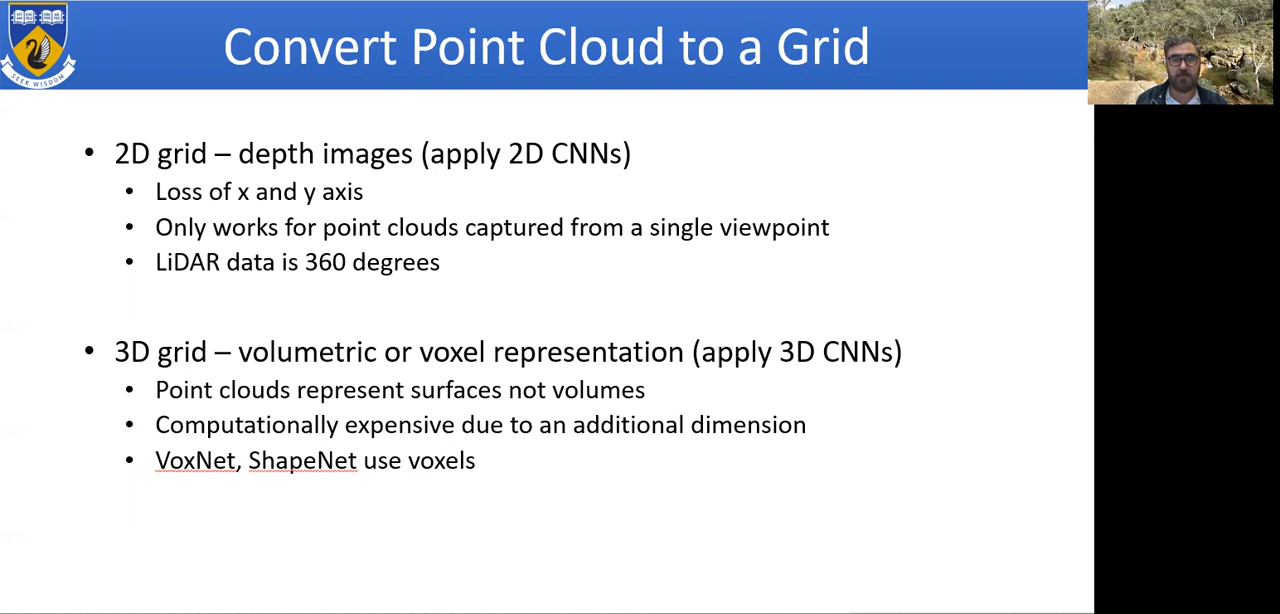 Convert Point Cloud to a Grid
SEEK WISDOM
• 2D grid – depth images (apply 2D CNNs)
• Loss of x and y axis
• Only works for point clouds captured from a single viewpoint
• LiDAR data is 360 degrees
• 3D grid – volumetric or voxel representation (apply 3D CNNs)
• Point clouds represent surfaces not volumes
• Computationally expensive due to an additional dimension
• VoxNet, ShapeNet use voxels